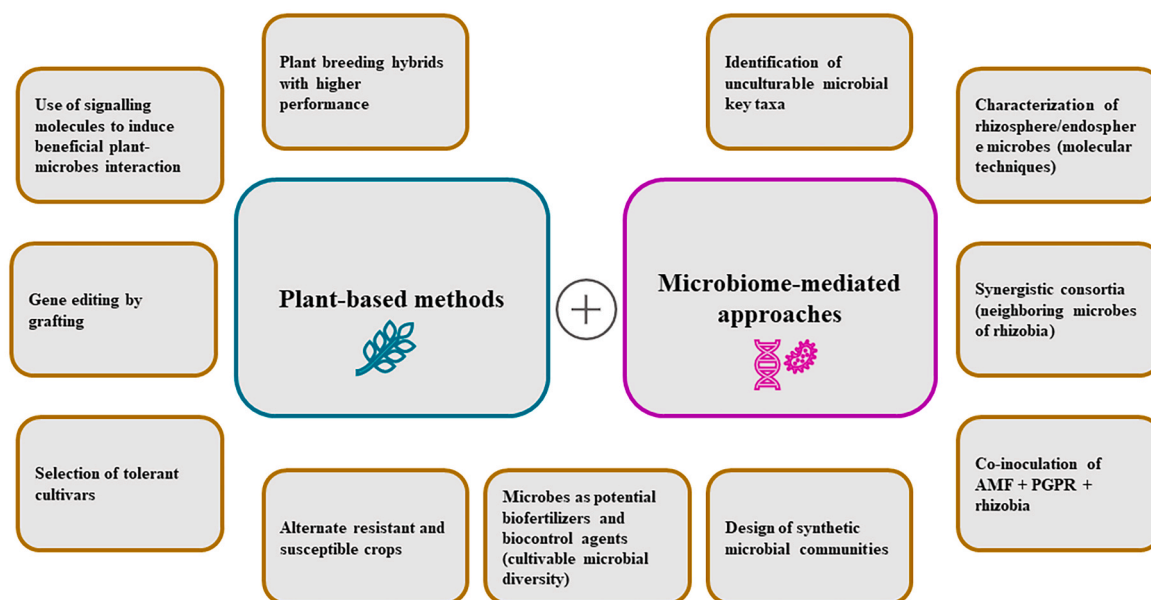 Plant breeding hybrids
with higher
performance
Identification of
unculturable microbial
key taxa
Use of signalling
molecules to induce
beneficial plant-
microbes interaction
Characterization of
rhizosphere/endospher
e microbes (molecular
techniques)
Gene editing by
grafting
Plant-based methods
Microbiome-mediated
approaches
Synergistic consortia
(neighboring microbes
of rhizobia)
Selection of tolerant
cultivars
Alternate resistant and
susceptible crops
Microbes as potential
biofertilizers and
biocontrol agents
(cultivable microbial
diversity)
Design of synthetic
microbial communities
Co-inoculation of
AMF + PGPR +
rhizobia